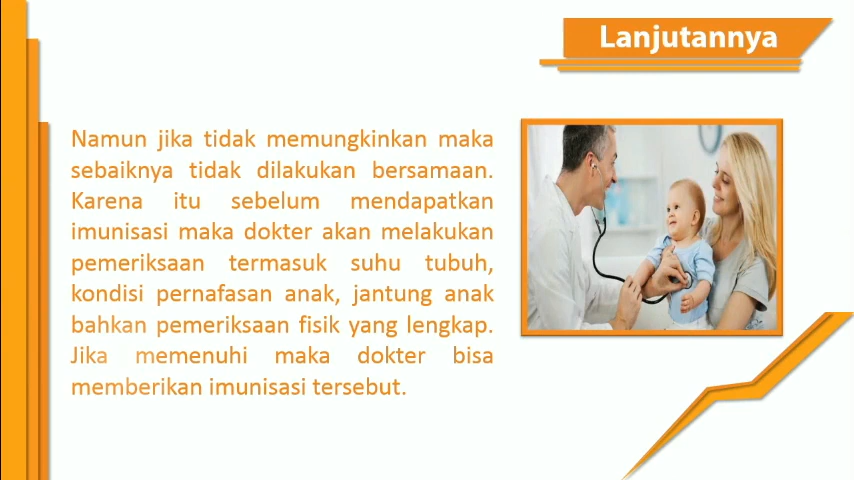 Lanjutannya
Namun jika tidak memungkinkan maka
sebaiknya tidak dilakukan bersamaan.
Karena itu sebelum mendapatkan
imunisasi maka dokter akan melakukan
pemeriksaan termasuk suhu tubuh,
kondisi pernafasan anak, jantung anak
bahkan pemeriksaan fisik yang lengkap.
Jika memenuhi maka dokter bisa
memberikan imunisasi tersebut.